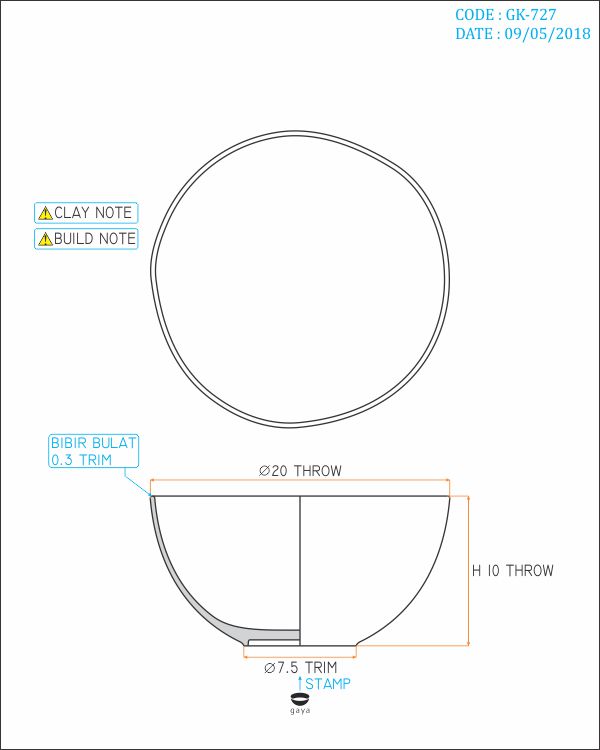 CODE : GK-727
DATE : 09/05/2018
CLAY NOTE
BUILD NOTE
BIBIR BULAT
0.3 TRIM
⌀20 THROW
H 10 THROW
⌀7.5 TRIM
STAMP
gaya